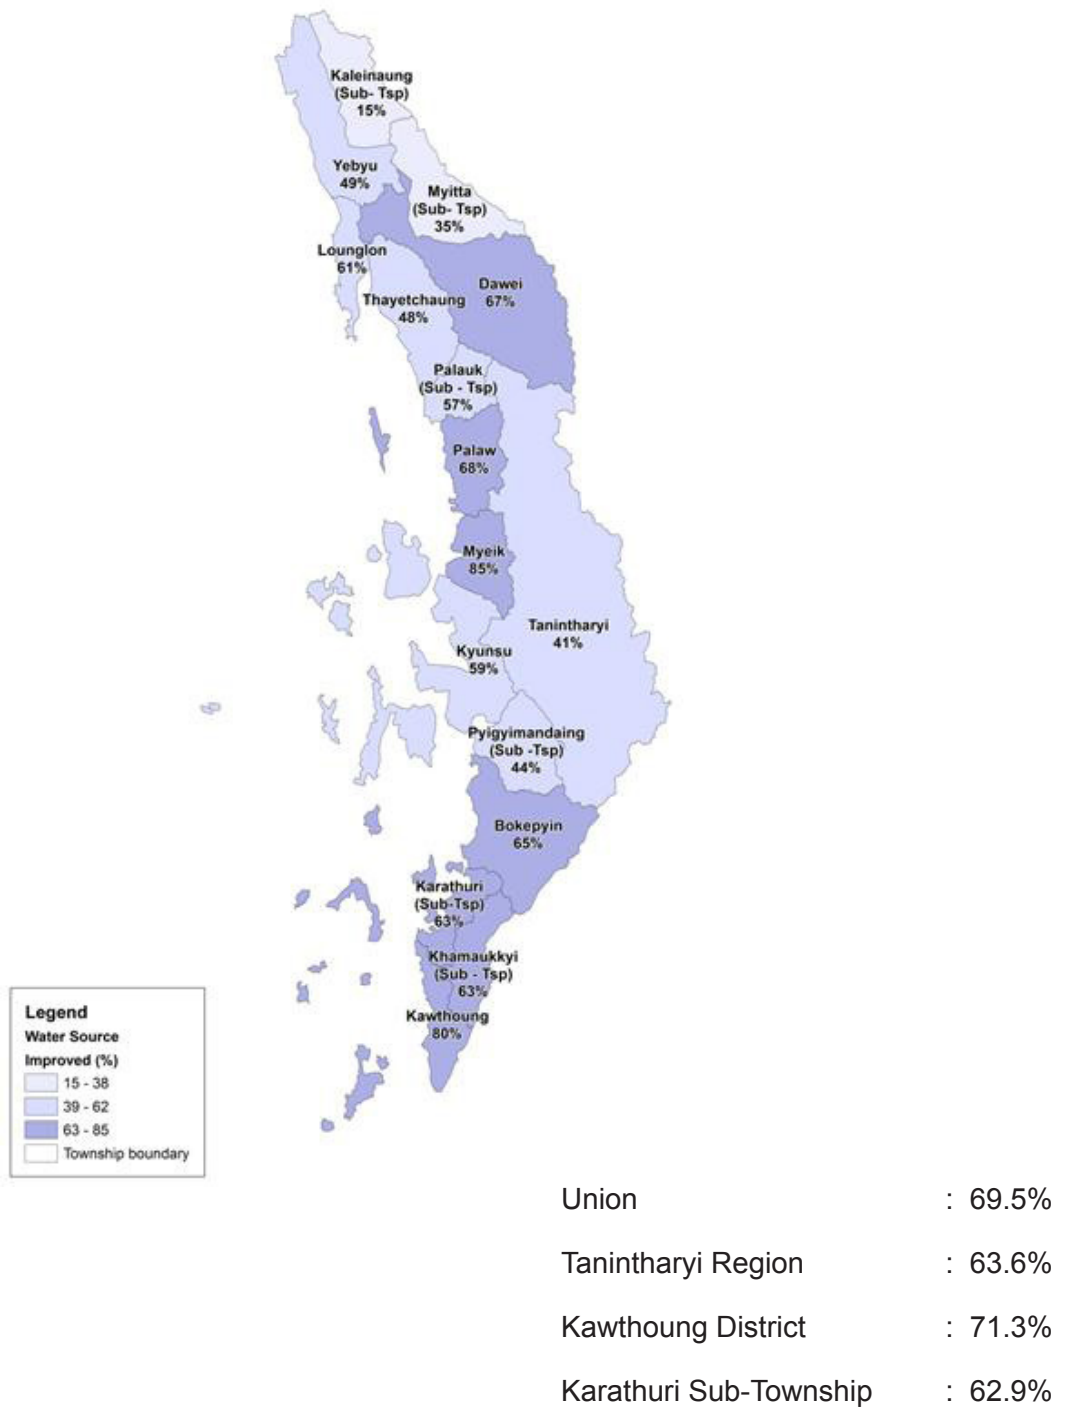 Kaleinaung
(Sub- Tsp)
15%
Yebyu
49%
Myitta
(Sub- Tsp)
35%
Lounglon
61%
Dawei
67%
Thayetchaung
48%
Palauk
(Sub - Tsp)
57%
Palaw
68%
Myeik
85%
Tanintharyi
41%
Kyunsu
59%
Pyigyimandaing
(Sub -Tsp)
44%
Bokepyin
65%
Karathuri
(Sub-Tsp)
63%
Khamaukkyi
(Sub - Tsp)
63%
Kawthoung
80%
Legend
Water Source
Improved (%)
15 - 38
39 - 62
63 - 85
Township boundary
Union : 69.5%
Tanintharyi Region : 63.6%
Kawthoung District : 71.3%
Karathuri Sub-Township : 62.9%